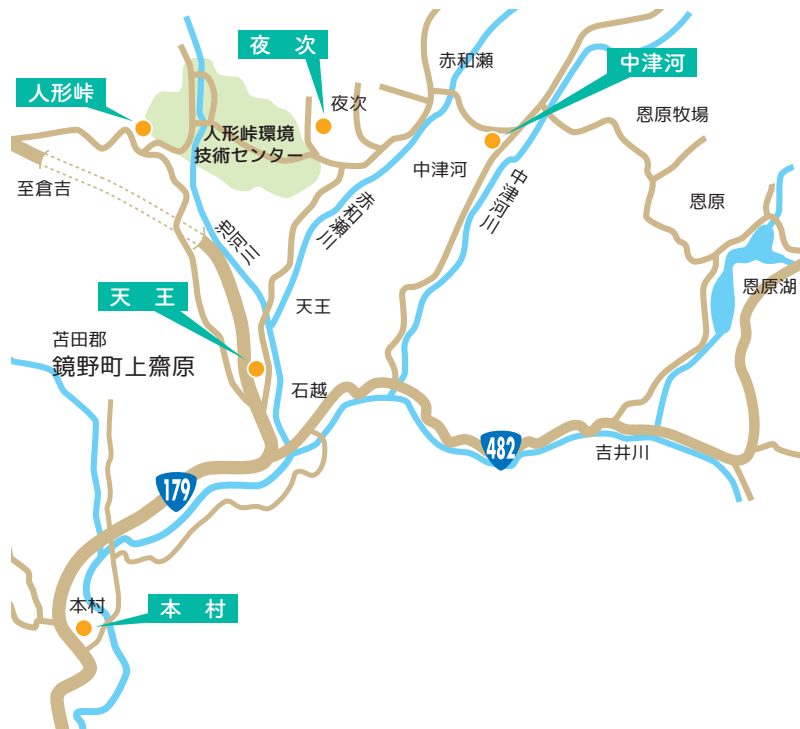 夜 次
赤和瀬
中津河
人形峠
夜次
恩原牧場
人形峠環境
技術センター
中津河
至倉吉
恩原
赤和瀬川
中津河川
恩原湖
天 王
天王
苫田郡
鏡野町上齋原
石越
482
吉井川
179
本村
本 村